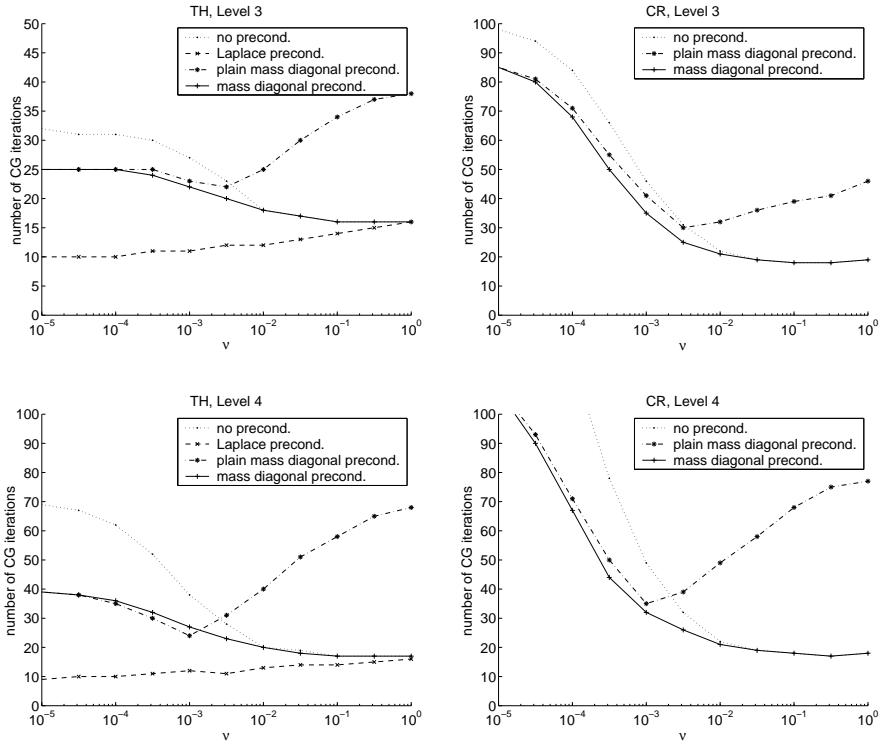 TH, Level 3
no precond.
Laplace precond.
plain mass diagonal precond.
mass diagonal precond.
number of CG iterations
50
45
40
35
30
25
20
15
10
5
0
10⁻⁵
10⁻⁴
10⁻³
10⁻²
10⁻¹
10⁰
ν
CR, Level 3
no precond.
plain mass diagonal precond.
mass diagonal precond.
number of CG iterations
100
90
80
70
60
50
40
30
20
10
0
10⁻⁵
10⁻⁴
10⁻³
10⁻²
10⁻¹
10⁰
ν
TH, Level 4
no precond.
Laplace precond.
plain mass diagonal precond.
mass diagonal precond.
number of CG iterations
100
90
80
70
60
50
40
30
20
10
0
10⁻⁵
10⁻⁴
10⁻³
10⁻²
10⁻¹
10⁰
ν
CR, Level 4
no precond.
plain mass diagonal precond.
mass diagonal precond.
number of CG iterations
100
90
80
70
60
50
40
30
20
10
0
10⁻⁵
10⁻⁴
10⁻³
10⁻²
10⁻¹
10⁰
ν